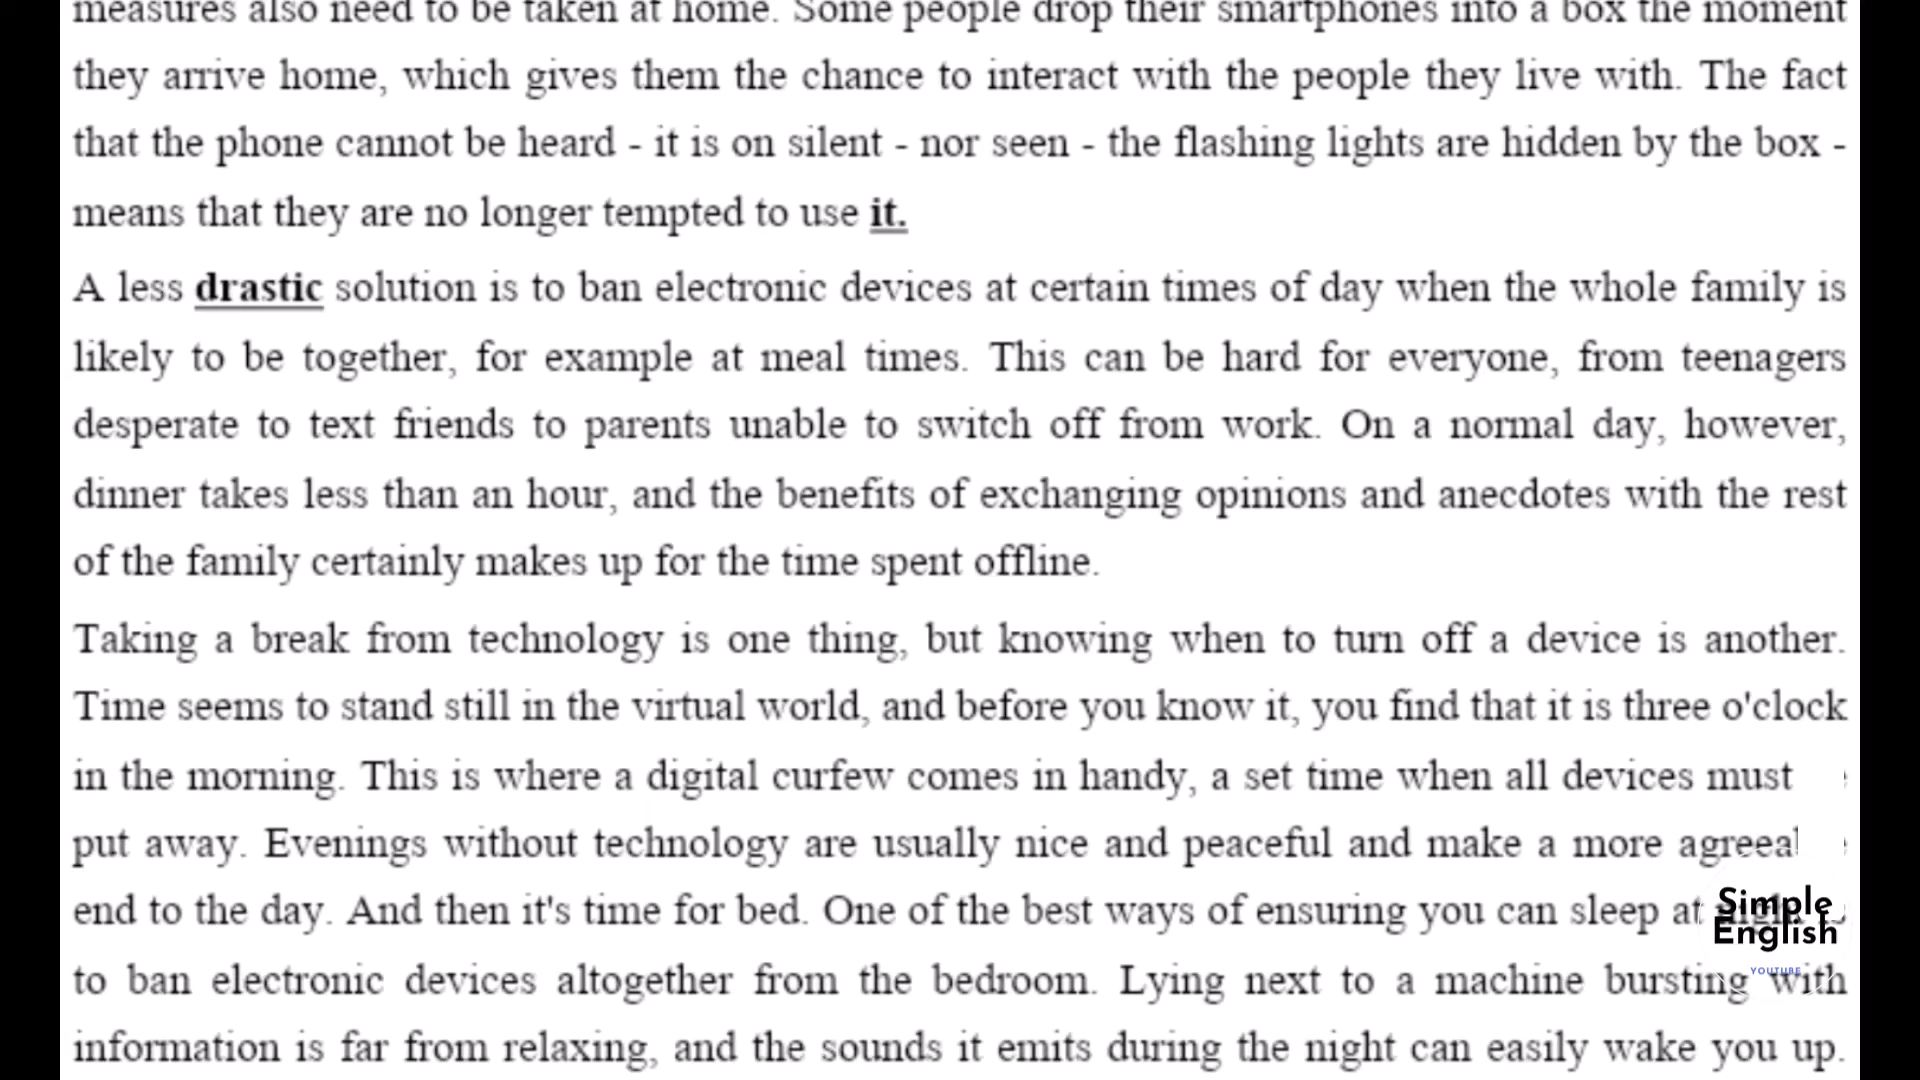 measures also need to be taken at home. Some people drop their smartphones into a box the moment
they arrive home, which gives them the chance to interact with the people they live with. The fact
that the phone cannot be heard - it is on silent - nor seen - the flashing lights are hidden by the box -
means that they are no longer tempted to use it.
A less drastic solution is to ban electronic devices at certain times of day when the whole family is
likely to be together, for example at meal times. This can be hard for everyone, from teenagers
desperate to text friends to parents unable to switch off from work. On a normal day, however,
dinner takes less than an hour, and the benefits of exchanging opinions and anecdotes with the rest
of the family certainly makes up for the time spent offline.
Taking a break from technology is one thing, but knowing when to turn off a device is another.
Time seems to stand still in the virtual world, and before you know it, you find that it is three o'clock
in the morning. This is where a digital curfew comes in handy, a set time when all devices must
put away. Evenings without technology are usually nice and peaceful and make a more
end to the day. And then it's time for bed. One of the best ways of ensuring you can sleep at
Simple
English
YOUTUBE
to ban electronic devices altogether from the bedroom. Lying next to a machine bursting with
information is far from relaxing, and the sounds it emits during the night can easily wake you up.